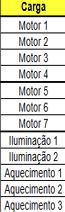 Carga
Motor 1
Motor 2
Motor 3
Motor 4
Motor 5
Motor 6
Motor 7
Iluminação 1
Iluminação 2
Aquecimento 1
Aquecimento 2
Aquecimento 3